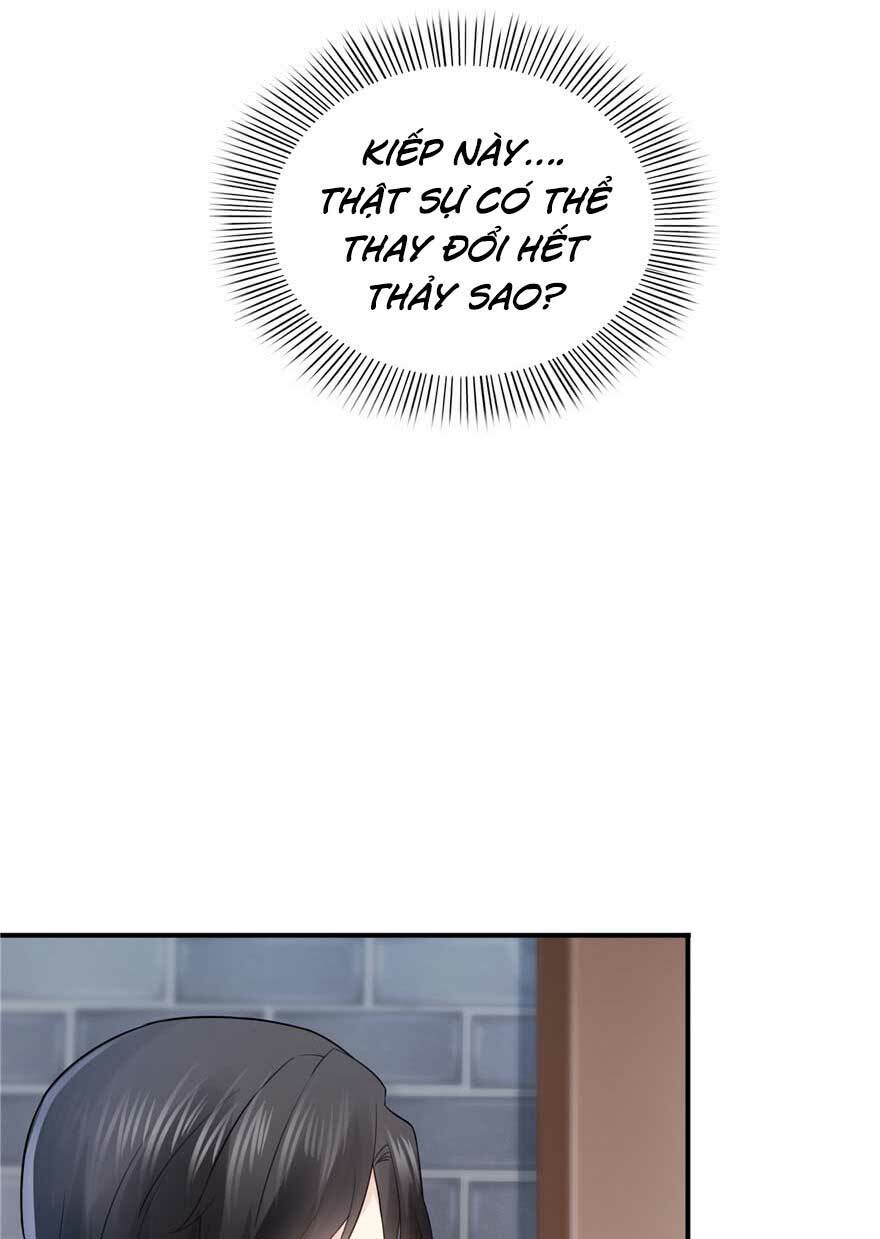 KIẾP NÀY....
THẬT SỰ CÓ THỂ
THAY ĐỔI HẾT
THẢY SAO?